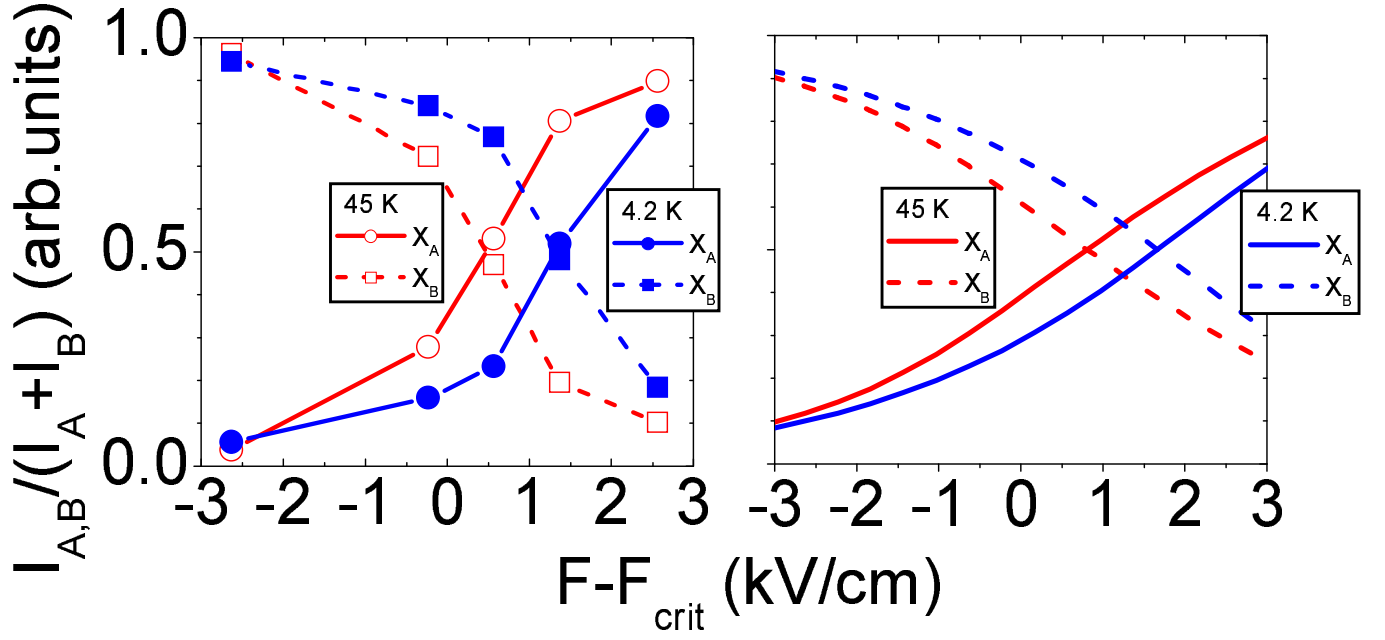 I_A,B/(I_A+I_B) (arb.units)
1.0
0.5
0.0
45 K
X_A
X_B
4.2 K
X_A
X_B
-3 -2 -1 0 1 2 3
45 K
X_A
X_B
4.2 K
X_A
X_B
-3 -2 -1 0 1 2 3
F-F_crit (kV/cm)